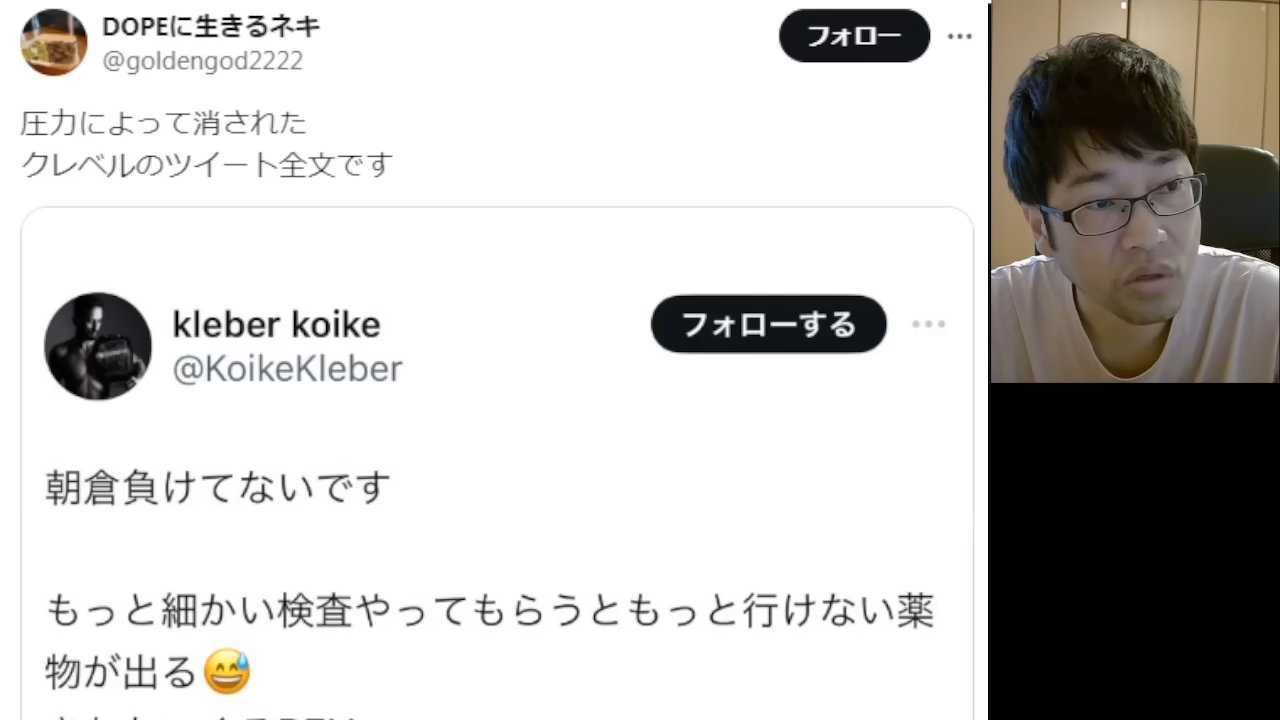 DOPEに生きるネキ
@goldengod2222
フォロー
圧力によって消された
クレベルのツイート全文です
kleber koike
@KoikeKleber
フォローする
朝倉負けてないです
もっと細かい検査やってもらうともっと行けない薬
物が出る😅